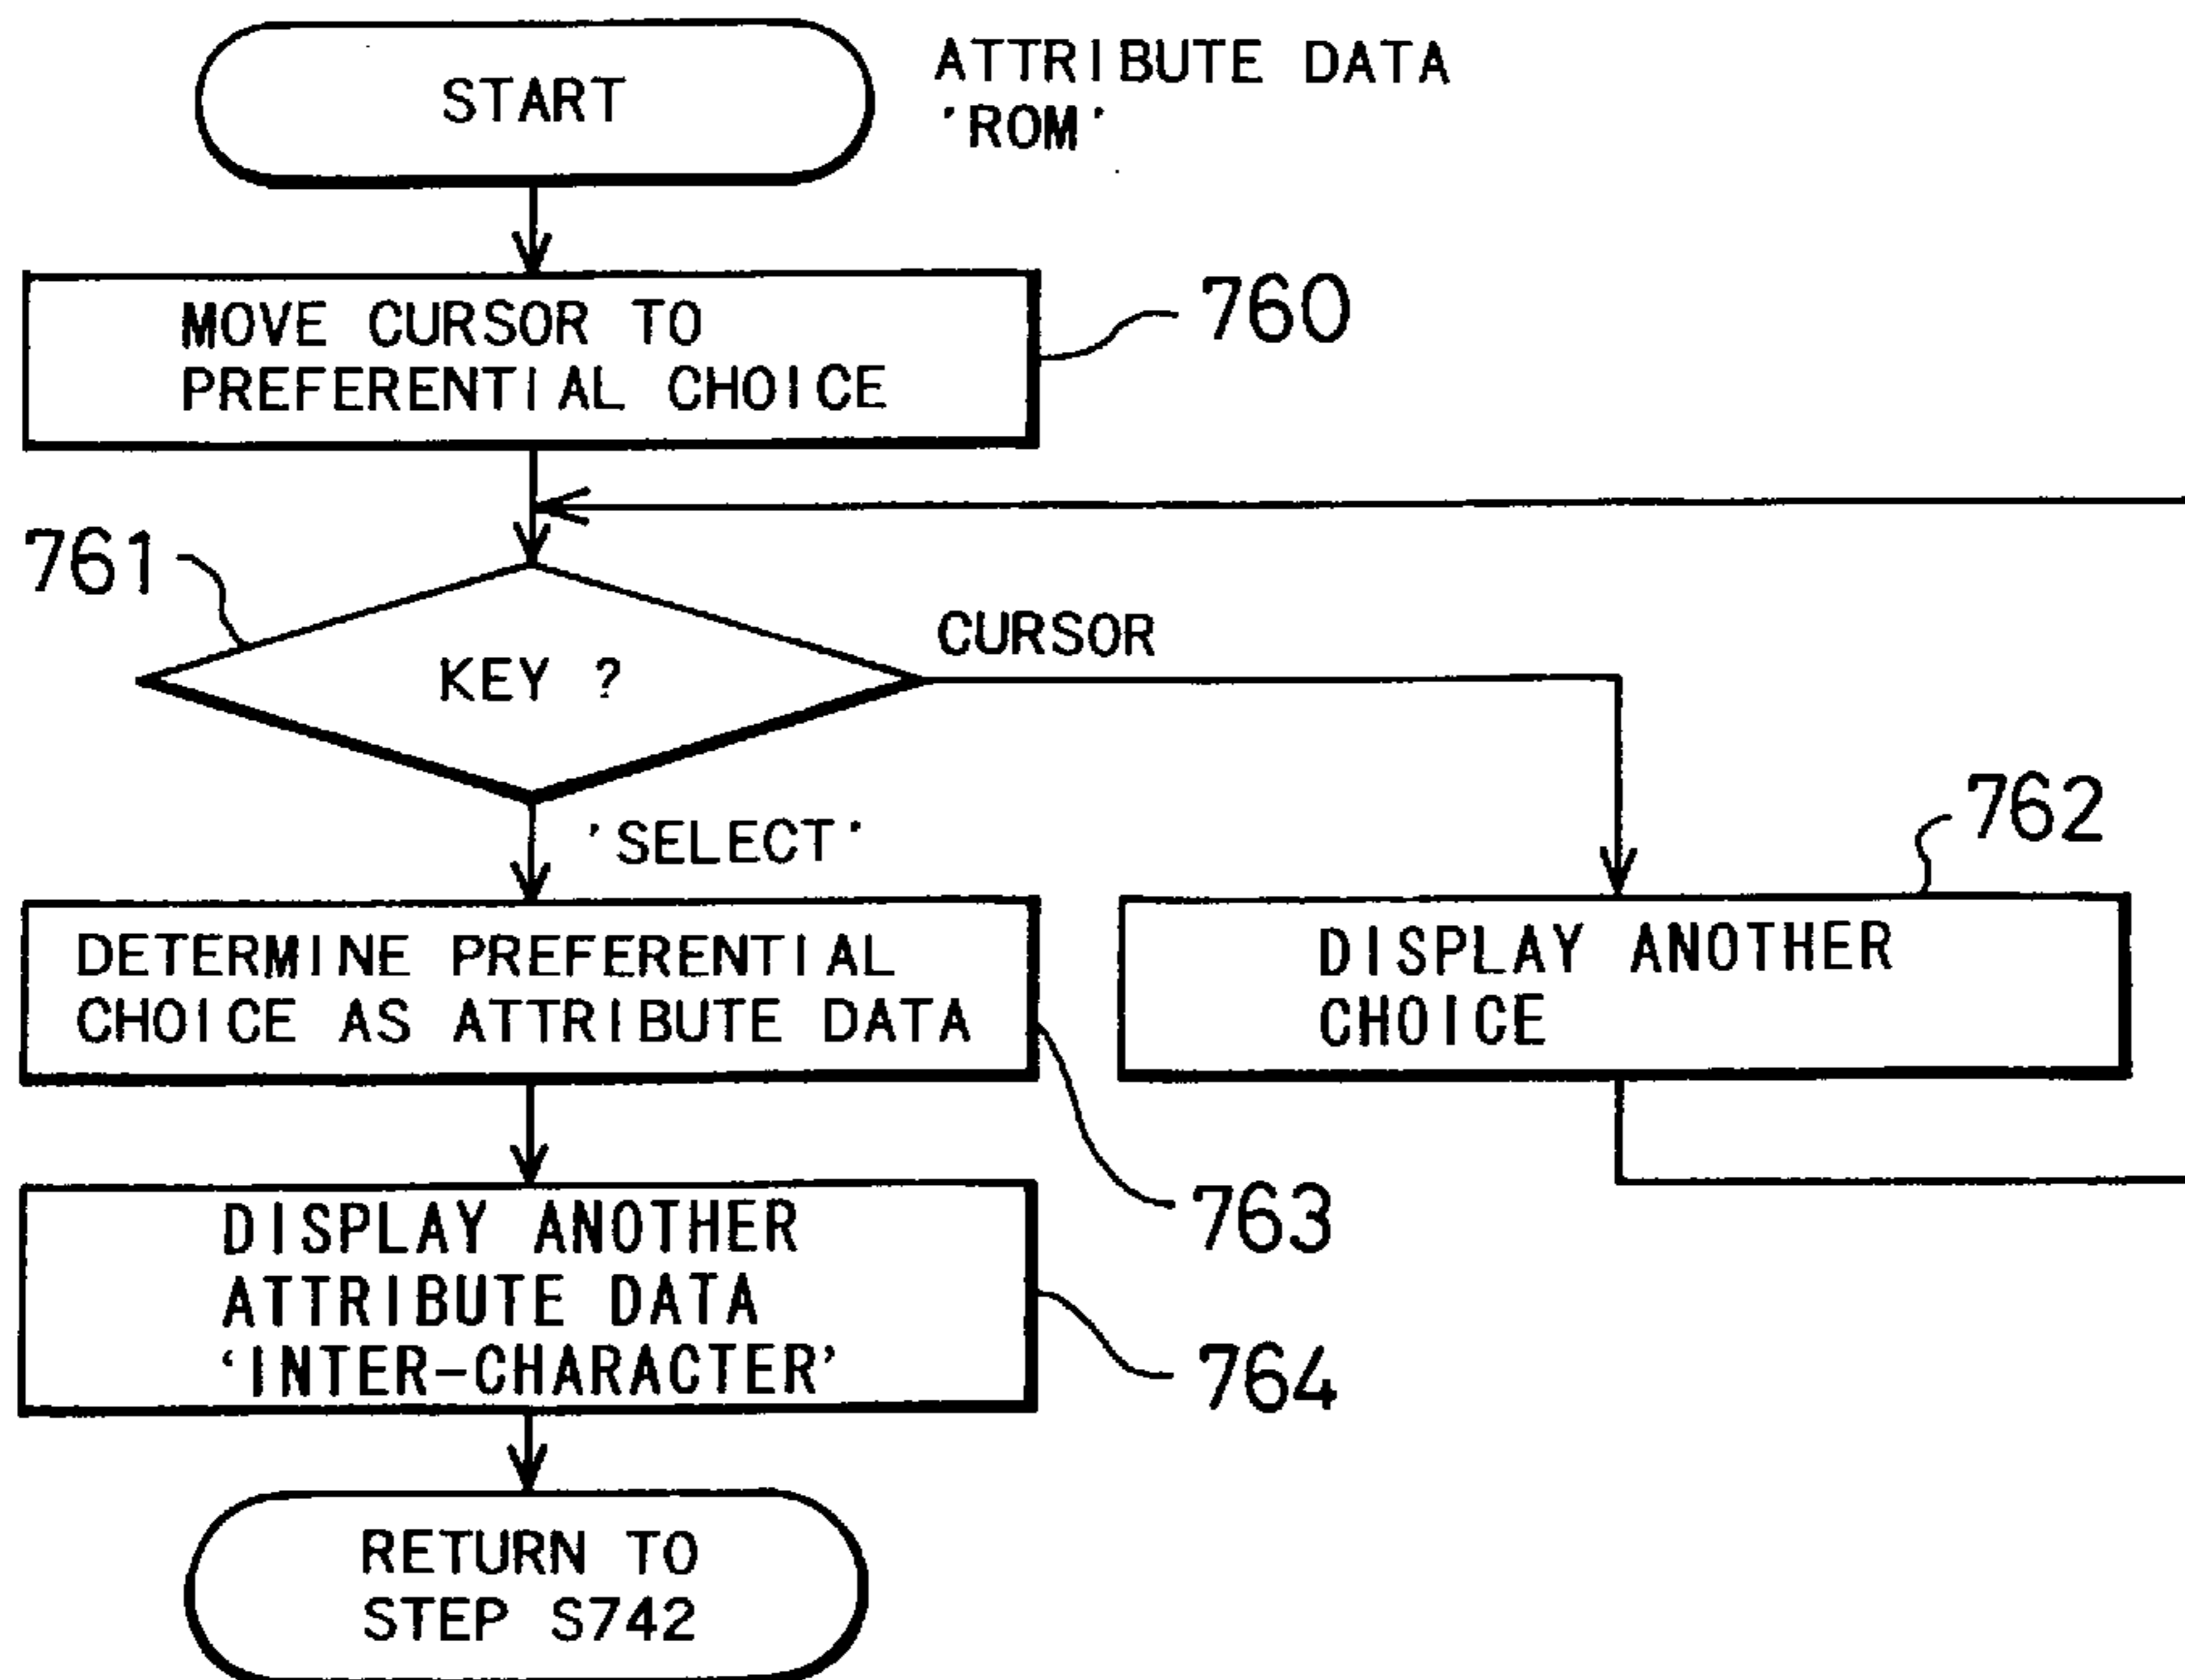 START
ATTRIBUTE DATA
'ROM'
MOVE CURSOR TO
PREFERENTIAL CHOICE
760
761
KEY ?
CURSOR
'SELECT'
762
DETERMINE PREFERENTIAL
CHOICE AS ATTRIBUTE DATA
DISPLAY ANOTHER
CHOICE
763
DISPLAY ANOTHER
ATTRIBUTE DATA
'INTER-CHARACTER'
764
RETURN TO
STEP S742